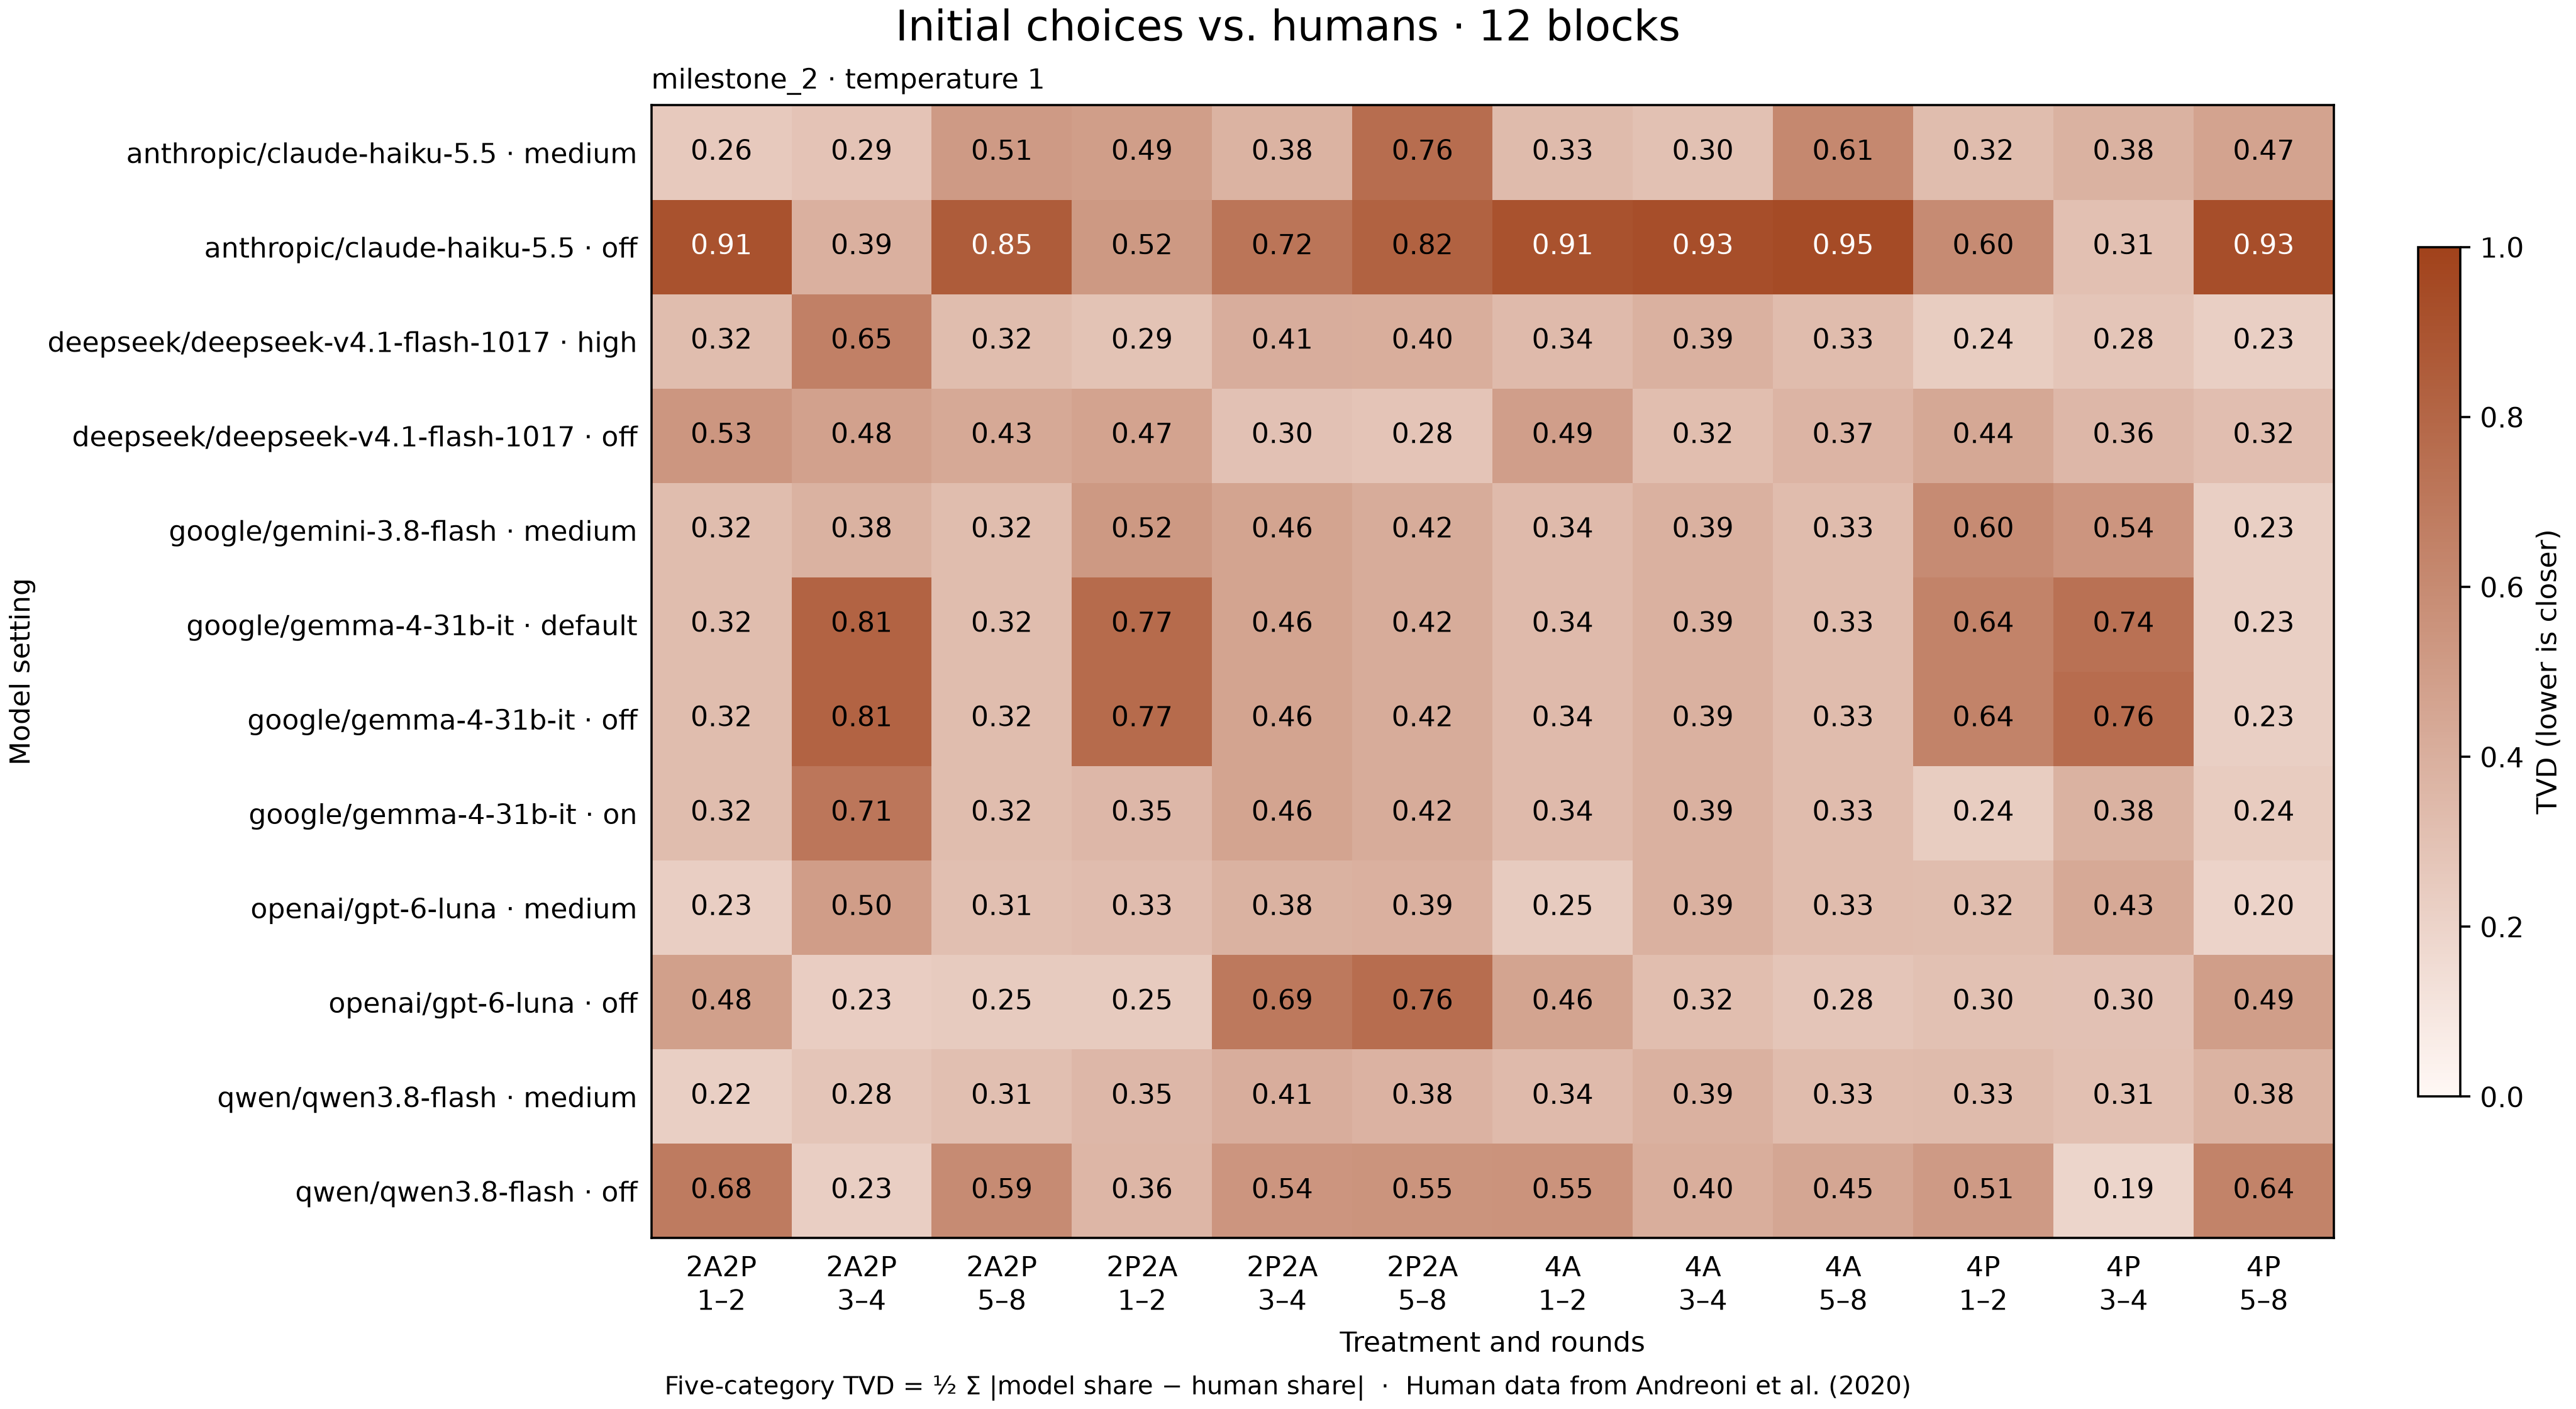 Initial choices vs. humans · 12 blocks
milestone_2 · temperature 1
Model setting
anthropic/claude-haiku-5.5 · medium 0.26 0.29 0.51 0.49 0.38 0.76 0.33 0.30 0.61 0.32 0.38 0.47
anthropic/claude-haiku-5.5 · off 0.91 0.39 0.85 0.52 0.72 0.82 0.91 0.93 0.95 0.60 0.31 0.93
deepseek/deepseek-v4.1-flash-1017 · high 0.32 0.65 0.32 0.29 0.41 0.40 0.34 0.39 0.33 0.24 0.28 0.23
deepseek/deepseek-v4.1-flash-1017 · off 0.53 0.48 0.43 0.47 0.30 0.28 0.49 0.32 0.37 0.44 0.36 0.32
google/gemini-3.8-flash · medium 0.32 0.38 0.32 0.52 0.46 0.42 0.34 0.39 0.33 0.60 0.54 0.23
google/gemma-4-31b-it · default 0.32 0.81 0.32 0.77 0.46 0.42 0.34 0.39 0.33 0.64 0.74 0.23
google/gemma-4-31b-it · off 0.32 0.81 0.32 0.77 0.46 0.42 0.34 0.39 0.33 0.64 0.76 0.23
google/gemma-4-31b-it · on 0.32 0.71 0.32 0.35 0.46 0.42 0.34 0.39 0.33 0.24 0.38 0.24
openai/gpt-6-luna · medium 0.23 0.50 0.31 0.33 0.38 0.39 0.25 0.39 0.33 0.32 0.43 0.20
openai/gpt-6-luna · off 0.48 0.23 0.25 0.25 0.69 0.76 0.46 0.32 0.28 0.30 0.30 0.49
qwen/qwen3.8-flash · medium 0.22 0.28 0.31 0.35 0.41 0.38 0.34 0.39 0.33 0.33 0.31 0.38
qwen/qwen3.8-flash · off 0.68 0.23 0.59 0.36 0.54 0.55 0.55 0.40 0.45 0.51 0.19 0.64
2A2P 2A2P 2A2P 2P2A 2P2A 2P2A 4A 4A 4A 4P 4P 4P
1–2 3–4 5–8 1–2 3–4 5–8 1–2 3–4 5–8 1–2 3–4 5–8
Treatment and rounds
Five-category TVD = ½ Σ |model share − human share| · Human data from Andreoni et al. (2020)
1.0
0.8
0.6
0.4
0.2
0.0
TVD (lower is closer)